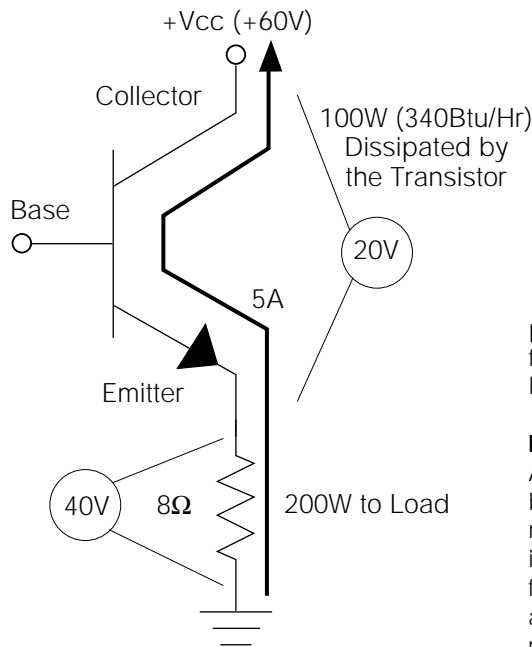 +Vcc (+60V)
Collector
100W (340Btu/Hr)
Dissipated by
the Transistor
Base
20V
5A
Emitter
40V
8Ω
200W to Load